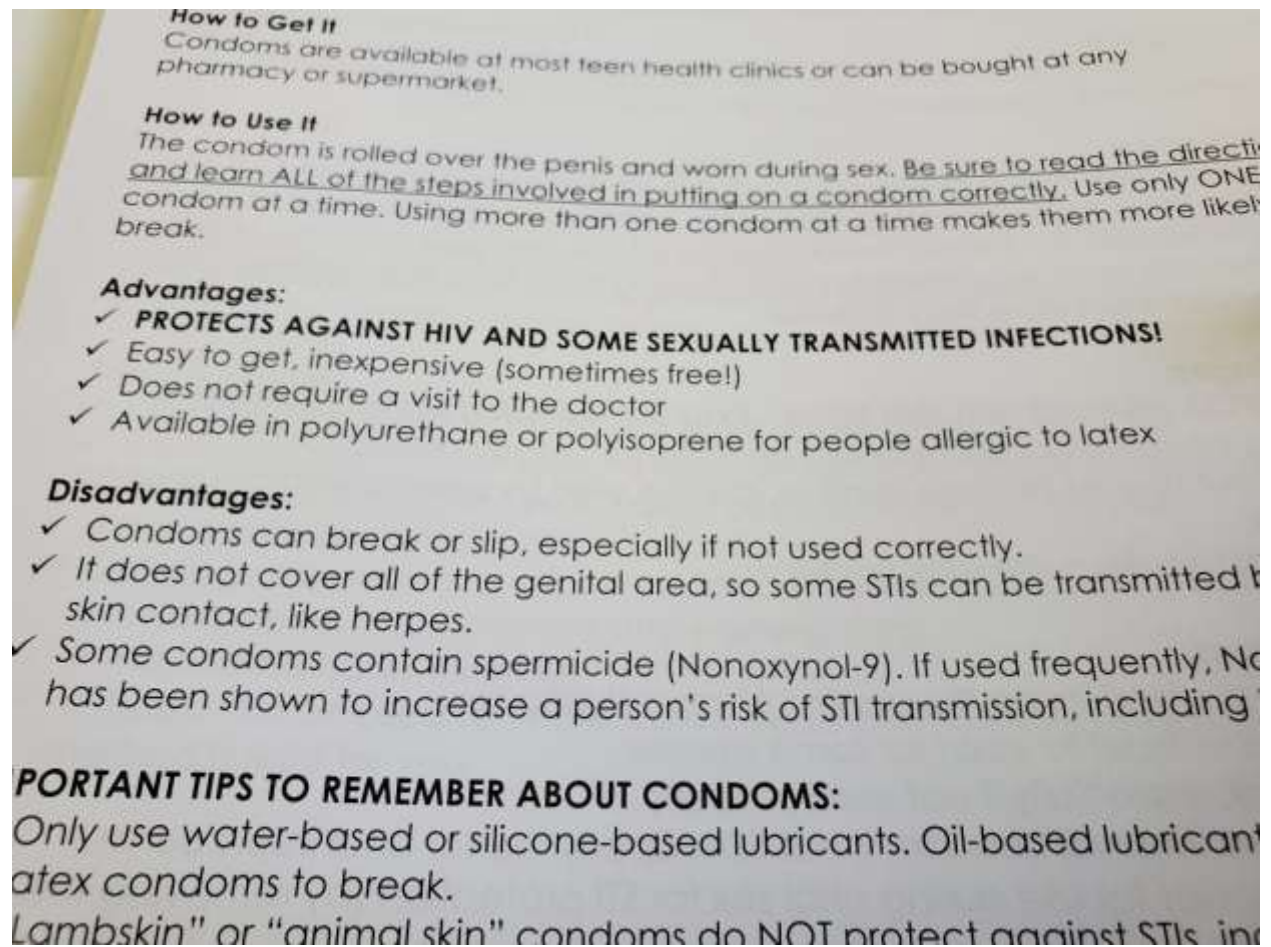 How to Get It
Condoms are available at most teen health clinics or can be bought at any
pharmacy or supermarket.
How to Use It
The condom is rolled over the penis and worn during sex. Be sure to read the
and learn ALL of the steps involved in putting on a condom correctly. Use only ONE
condom at a time. Using more than one condom at a time makes them more
break.
Advantages:
✓ PROTECTS AGAINST HIV AND SOME SEXUALLY TRANSMITTED INFECTIONS!
✓ Easy to get, inexpensive (sometimes free!)
✓ Does not require a visit to the doctor
✓ Available in polyurethane or polyisoprene for people allergic to latex
Disadvantages:
✓ Condoms can break or slip, especially if not used correctly.
✓ It does not cover all of the genital area, so some STIs can be transmitted
skin contact, like herpes.
✓ Some condoms contain spermicide (Nonoxynol-9). If used frequently,
has been shown to increase a person's risk of STI transmission, including
PORTANT TIPS TO REMEMBER ABOUT CONDOMS:
Only use water-based or silicone-based lubricants. Oil-based lubricant
atex condoms to break.
Lambskin" or "animal skin" condoms do NOT protect against STIs,